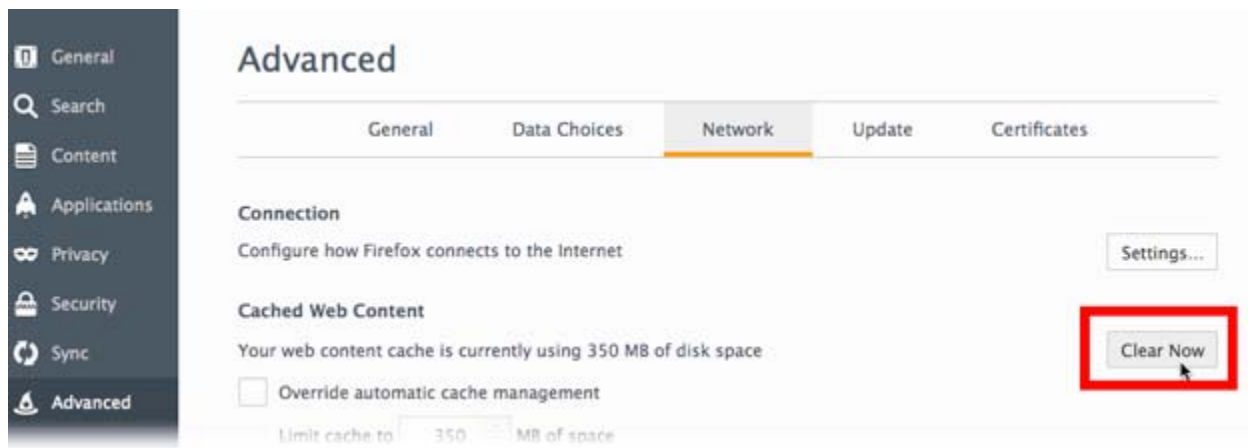 General
Search
Content
Applications
Privacy
Security
Sync
Advanced
Advanced
General Data Choices Network Update Certificates
Connection
Configure how Firefox connects to the Internet
Settings...
Cached Web Content
Your web content cache is currently using 350 MB of disk space
Clear Now
Override automatic cache management
Limit cache to 350 MB of space